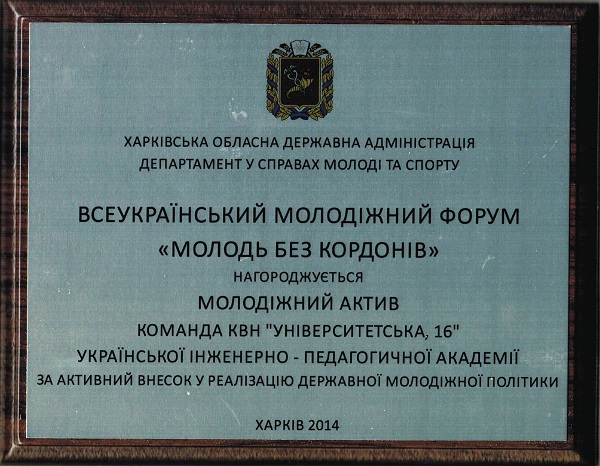 ХАРКІВСЬКА ОБЛАСНА ДЕРЖАВНА АДМІНІСТРАЦІЯ
ДЕПАРТАМЕНТ У СПРАВАХ МОЛОДІ ТА СПОРТУ
ВСЕУКРАЇНСЬКИЙ МОЛОДІЖНИЙ ФОРУМ
«МОЛОДЬ БЕЗ КОРДОНІВ»
НАГОРОДЖУЄТЬСЯ
МОЛОДІЖНИЙ АКТИВ
КОМАНДА КВН "УНІВЕРСИТЕТСЬКА, 16"
УКРАЇНСЬКОЇ ІНЖЕНЕРНО - ПЕДАГОГИЧНОЇ АКАДЕМІЇ
ЗА АКТИВНИЙ ВНЕСОК У РЕАЛІЗАЦІЮ ДЕРЖАВНОЇ МОЛОДІЖНОЇ ПОЛІТИКИ
ХАРКІВ 2014